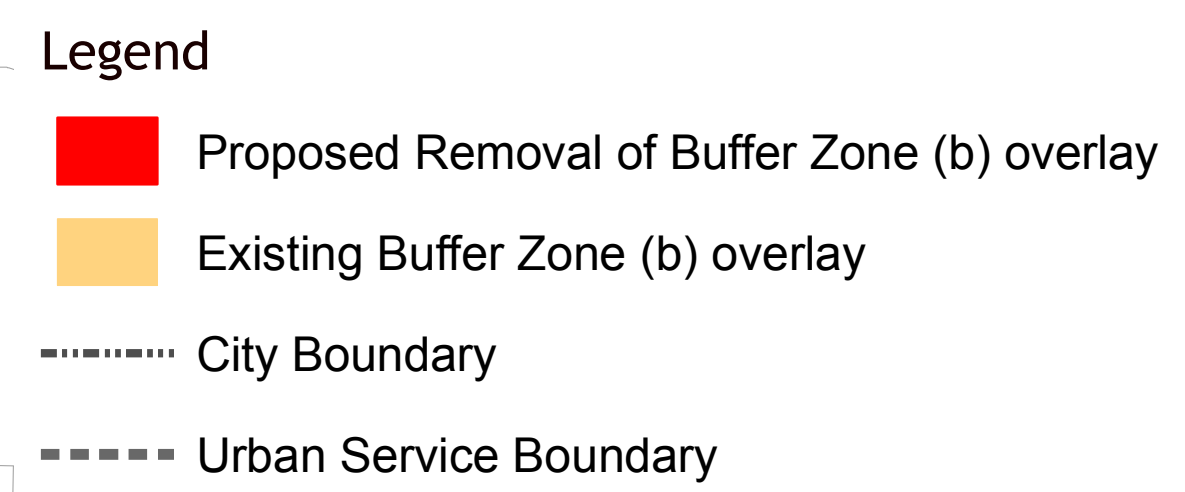 Legend
Proposed Removal of Buffer Zone (b) overlay
Existing Buffer Zone (b) overlay
City Boundary
Urban Service Boundary